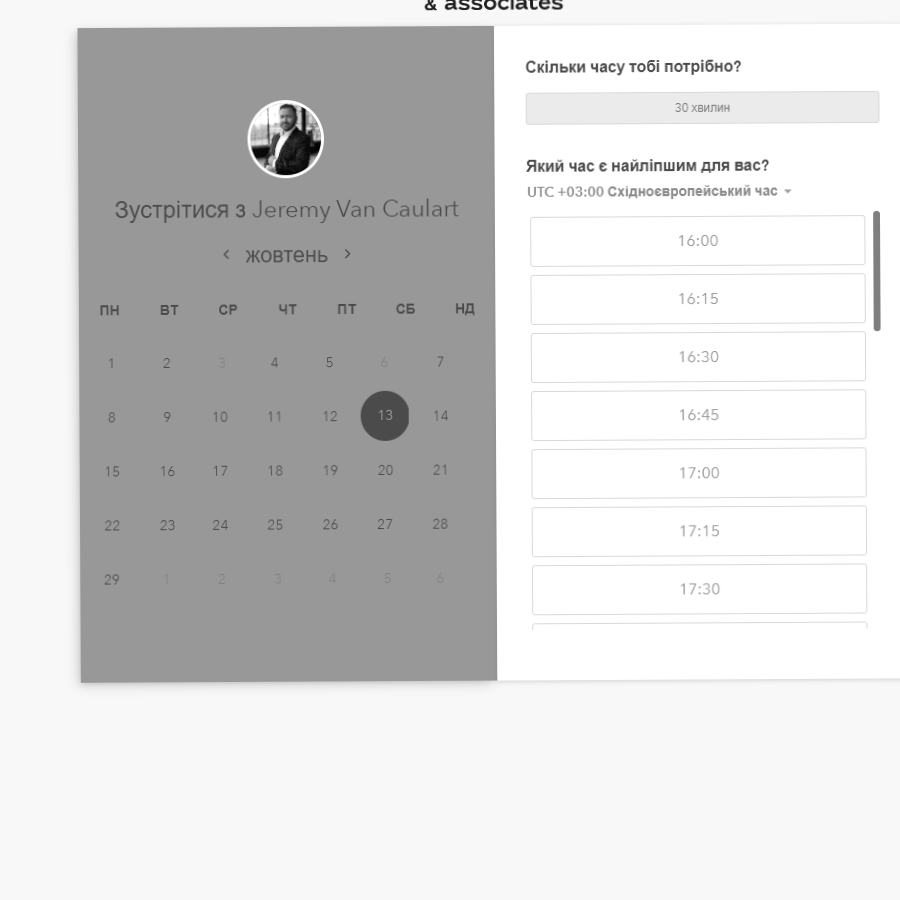 & associates
Зустрітися з Jeremy Van Caulart
жовтень
ПН ВТ СР ЧТ ПТ СБ НД
1 2 3 4 5 6 7
8 9 10 11 12 13 14
15 16 17 18 19 20 21
22 23 24 25 26 27 28
29 1 2 3 4 5 6
Скільки часу тобі потрібно?
30 хвилин
Який час є найліпшим для вас?
UTC +03:00 Східноєвропейський час
16:00
16:15
16:30
16:45
17:00
17:15
17:30